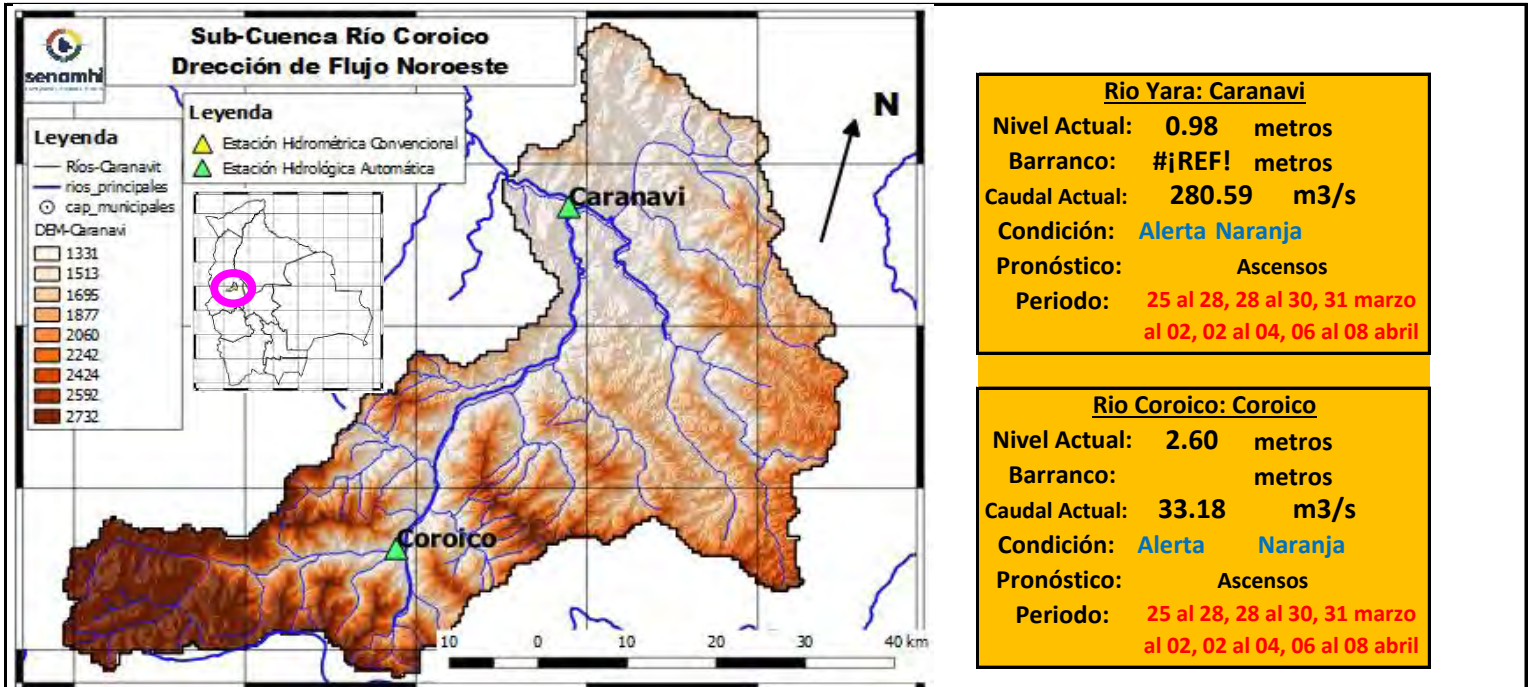 senamhi
Sub-Cuenca Río Coroico
Drección de Flujo Noroeste
Leyenda
Ríos-Caranavit
rios_principales
cap_municipales
DEM-Caranavi
1331
1513
1695
1877
2060
2242
2424
2592
2732
Leyenda
Estación Hidrométrica Convencional
Estación Hidrológica Automática
N
Caranavi
Coroico
10 0 10 20 30 40 km
Rio Yara: Caranavi
Nivel Actual: 0.98 metros
Barranco: #¡REF! metros
Caudal Actual: 280.59 m3/s
Condición: Alerta Naranja
Pronóstico: Ascensos
Periodo: 25 al 28, 28 al 30, 31 marzo
al 02, 02 al 04, 06 al 08 abril
Rio Coroico: Coroico
Nivel Actual: 2.60 metros
Barranco: metros
Caudal Actual: 33.18 m3/s
Condición: Alerta Naranja
Pronóstico: Ascensos
Periodo: 25 al 28, 28 al 30, 31 marzo
al 02, 02 al 04, 06 al 08 abril